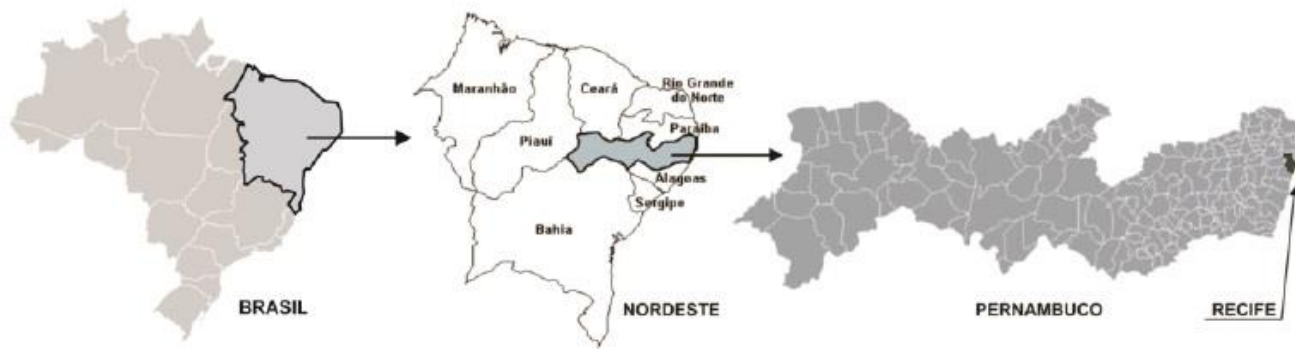 Maranhão
Ceará
Rio Grande
do Norte
Paraíba
Piauí
Alagoas
Sergipe
Bahia
BRASIL
NORDESTE
PERNAMBUCO
RECIFE